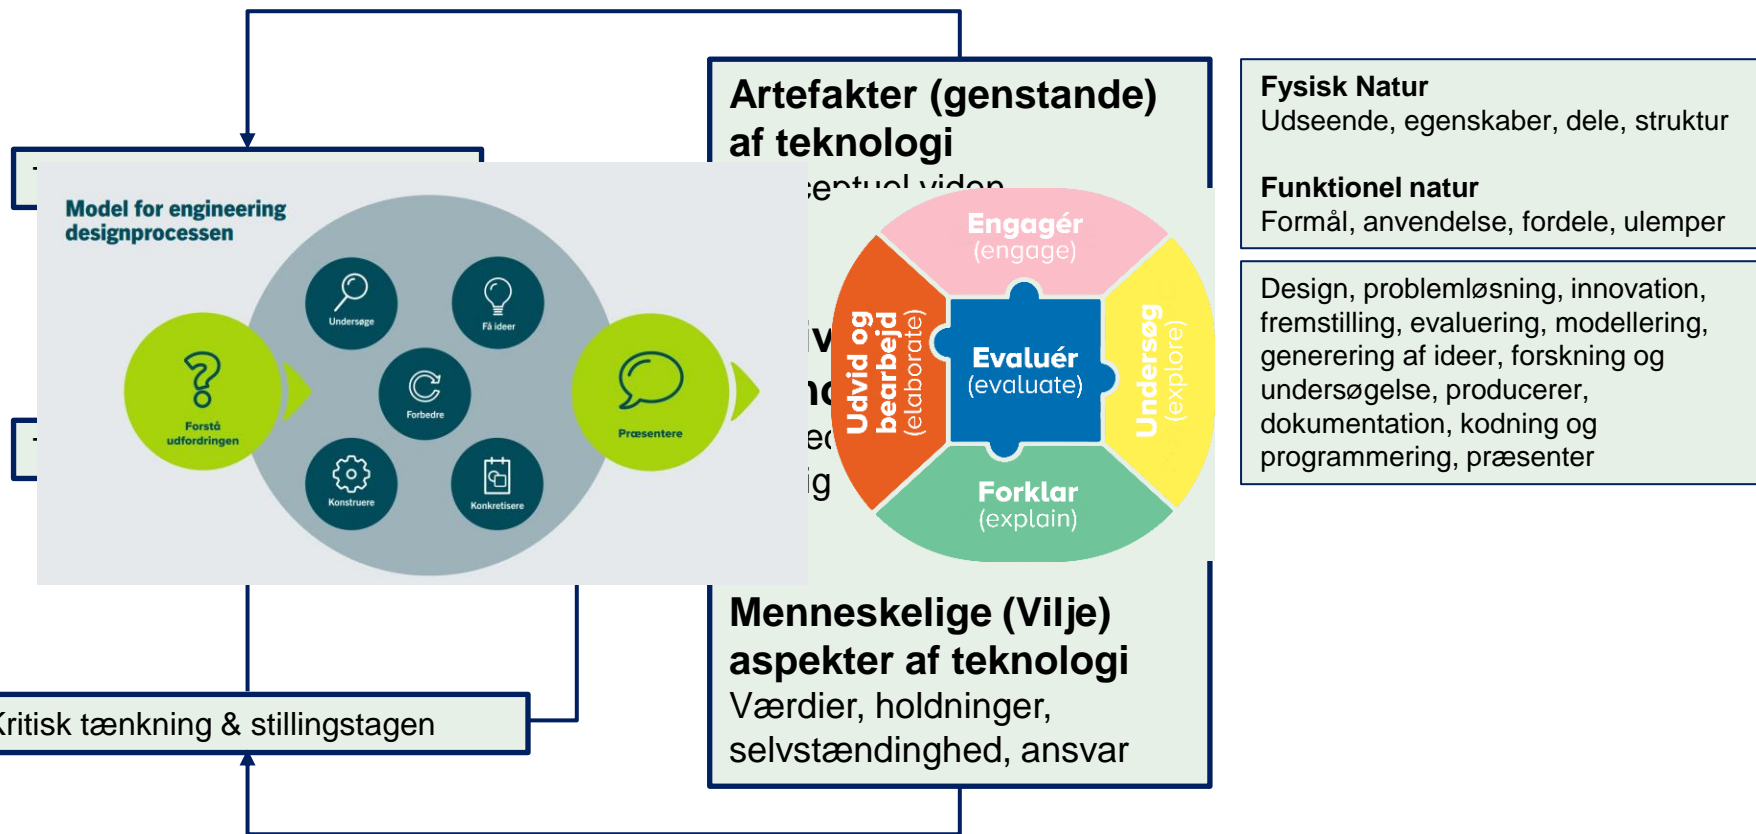 Artefakter (genstande)
af teknologi
viden
Menneskelige (Vilje)
aspekter af teknologi
Værdier, holdninger,
selvstændinghed, ansvar
Fysisk Natur
Udseende, egenskaber, dele, struktur
Funktionel natur
Formål, anvendelse, fordele, ulemper
Design, problemløsning, innovation,
fremstilling, evaluering, modellering,
generering af ideer, forskning og
undersøgelse, producerer,
dokumentation, kodning og
programmering, præsenter
Model for engineering
designprocessen
Undersøge
Få ideer
Forstå
udfordringen
Forbedre
Præsentere
Konstruere
Konkretisere
Engagér
(engage)
Udvid og
bearbejd
(elaborate)
Evaluér
(evaluate)
Undersøg
(explore)
Forklar
(explain)
Kritisk tænkning & stillingstagen